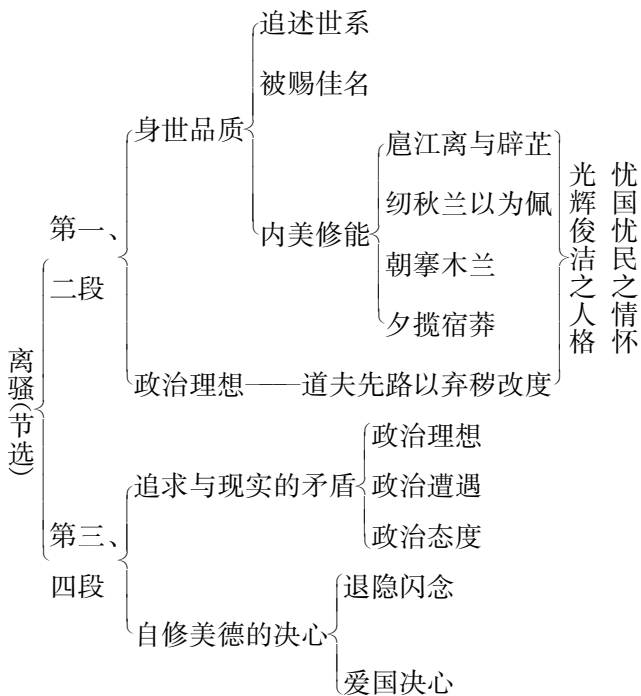 离骚(节选)
第一、
二段
身世品质
追述世系
被赐佳名
内美修能
扈江离与辟芷
纫秋兰以为佩
朝搴木兰
夕揽宿莽
政治理想——道夫先路以弃秽改度
光辉俊洁之人格
忧国忧民之情怀
第三、
四段
追求与现实的矛盾
政治理想
政治遭遇
政治态度
自修美德的决心
退隐闪念
爱国决心